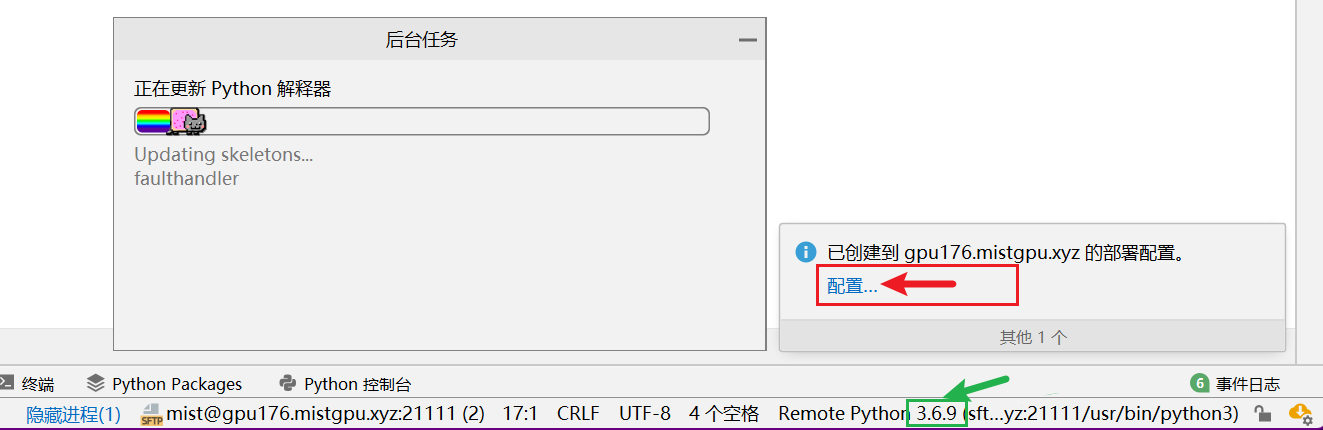 后台任务
正在更新 Python 解释器
Updating skeletons...
faulthandler
已创建到 gpu176.mistgpu.xyz 的部署配置。
配置...
其他 1 个
终端 Python Packages Python 控制台 6 事件日志
隐藏进程(1) SFTP mist@gpu176.mistgpu.xyz:21111 (2) 17:1 CRLF UTF-8 4 个空格 Remote Python 3.6.9 (sft...yz:21111/usr/bin/python3)